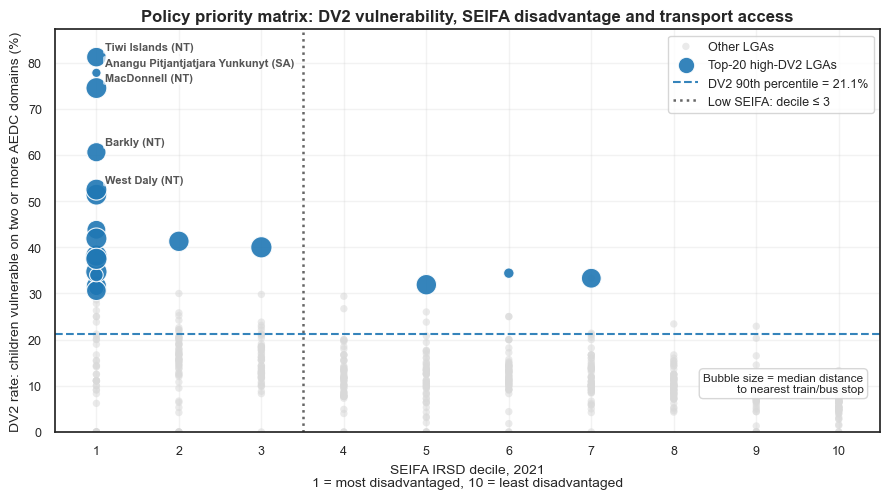 Policy priority matrix: DV2 vulnerability, SEIFA disadvantage and transport access
DV2 rate: children vulnerable on two or more AEDC domains (%)
80
70
60
50
40
30
20
10
0
Tiwi Islands (NT)
Anangu Pitjantjatjara Yunkunyt (SA)
MacDonnell (NT)
Barkly (NT)
West Daly (NT)
Other LGAs
Top-20 high-DV2 LGAs
DV2 90th percentile = 21.1%
Low SEIFA: decile ≤ 3
Bubble size = median distance
to nearest train/bus stop
1 2 3 4 5 6 7 8 9 10
SEIFA IRSD decile, 2021
1 = most disadvantaged, 10 = least disadvantaged